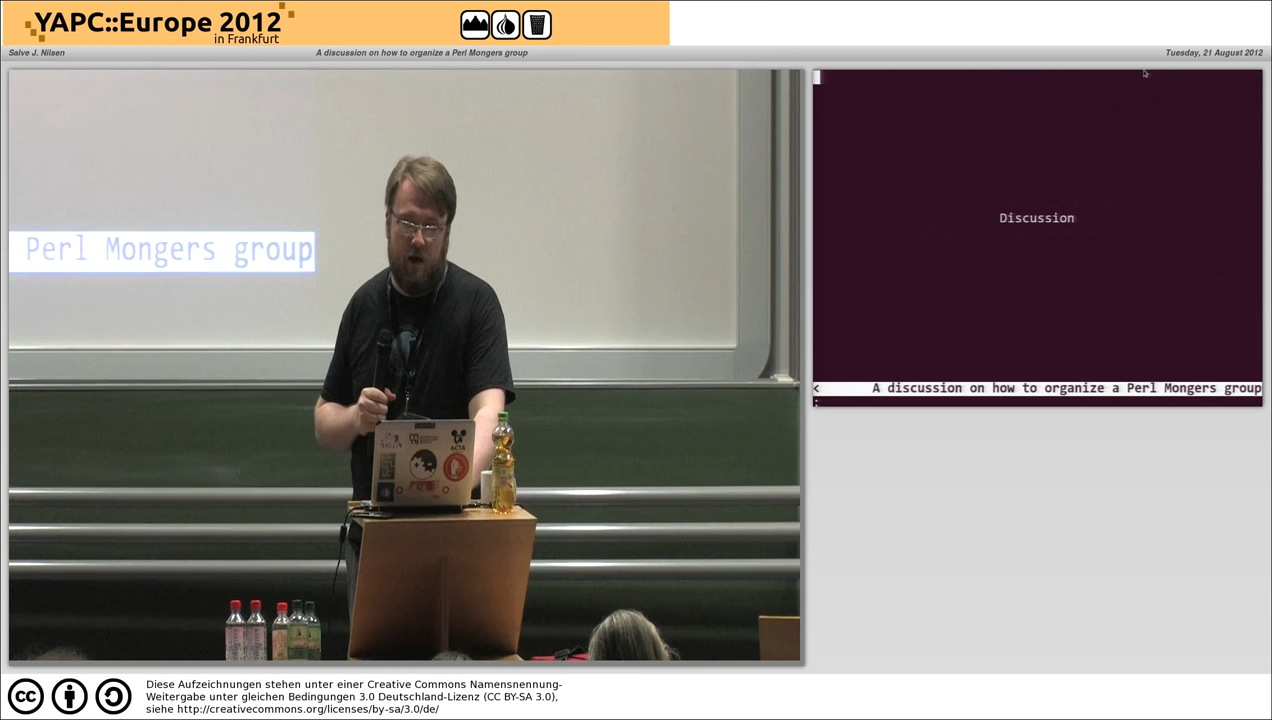 YAPC::Europe 2012
in Frankfurt
Salve J. Nilsen
A discussion on how to organize a Perl Mongers group
Tuesday, 21 August 2012
Perl Mongers group
ACTA
Discussion
< A discussion on how to organize a Perl Mongers group
:
cc
Diese Aufzeichnungen stehen unter einer Creative Commons Namensnennung-
Weitergabe unter gleichen Bedingungen 3.0 Deutschland-Lizenz (CC BY-SA 3.0),
siehe http://creativecommons.org/licenses/by-sa/3.0/de/